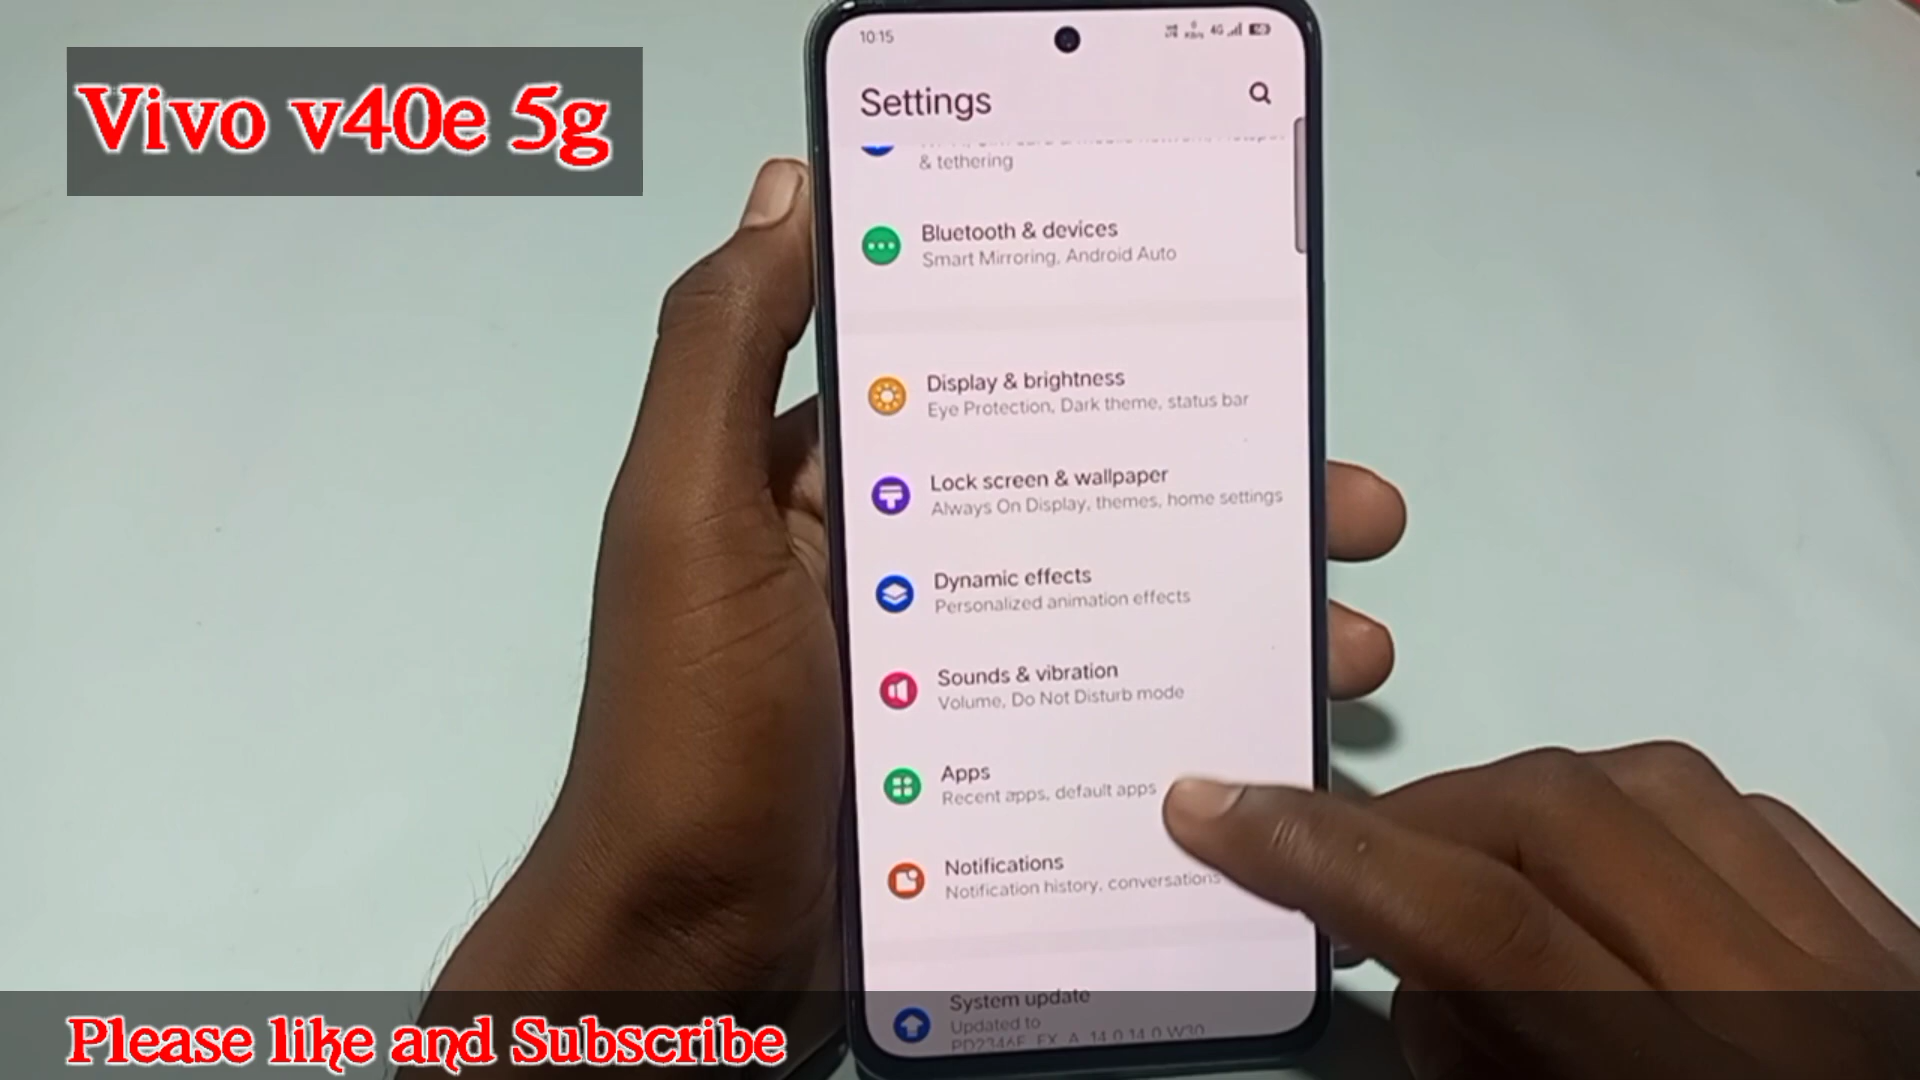 Vivo v40e 5g
10:15
4G
Settings
& tethering
Bluetooth & devices
Smart Mirroring, Android Auto
Display & brightness
Eye Protection, Dark theme, status bar
Lock screen & wallpaper
Always On Display, themes, home settings
Dynamic effects
Personalized animation effects
Sounds & vibration
Volume, Do Not Disturb mode
Apps
Recent apps, default apps
Notifications
Notification history, conversations
System update
Updated to
Please like and Subscribe